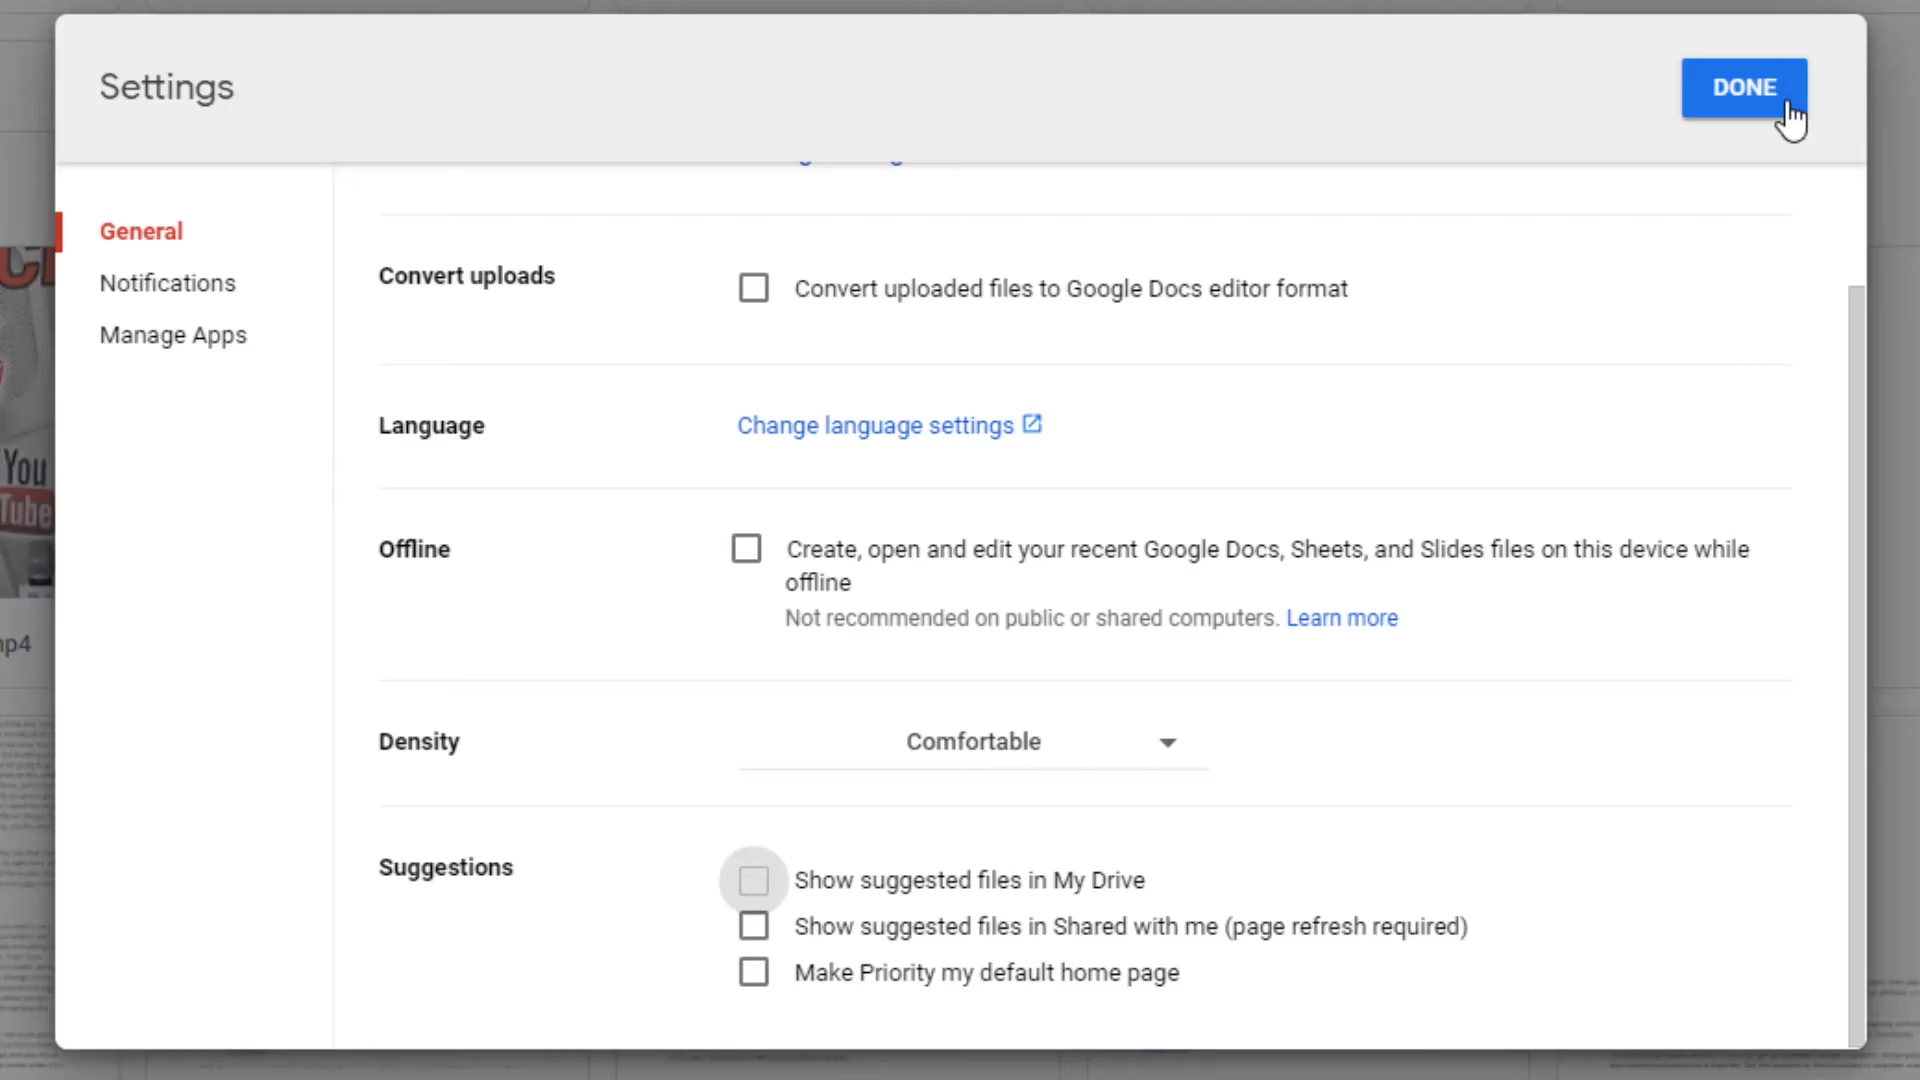 Settings
DONE
General
Notifications
Manage Apps
Convert uploads
Convert uploaded files to Google Docs editor format
Language
Change language settings
Offline
Create, open and edit your recent Google Docs, Sheets, and Slides files on this device while
offline
Not recommended on public or shared computers. Learn more
Density
Comfortable
Suggestions
Show suggested files in My Drive
Show suggested files in Shared with me (page refresh required)
Make Priority my default home page
You
Tube
mp4